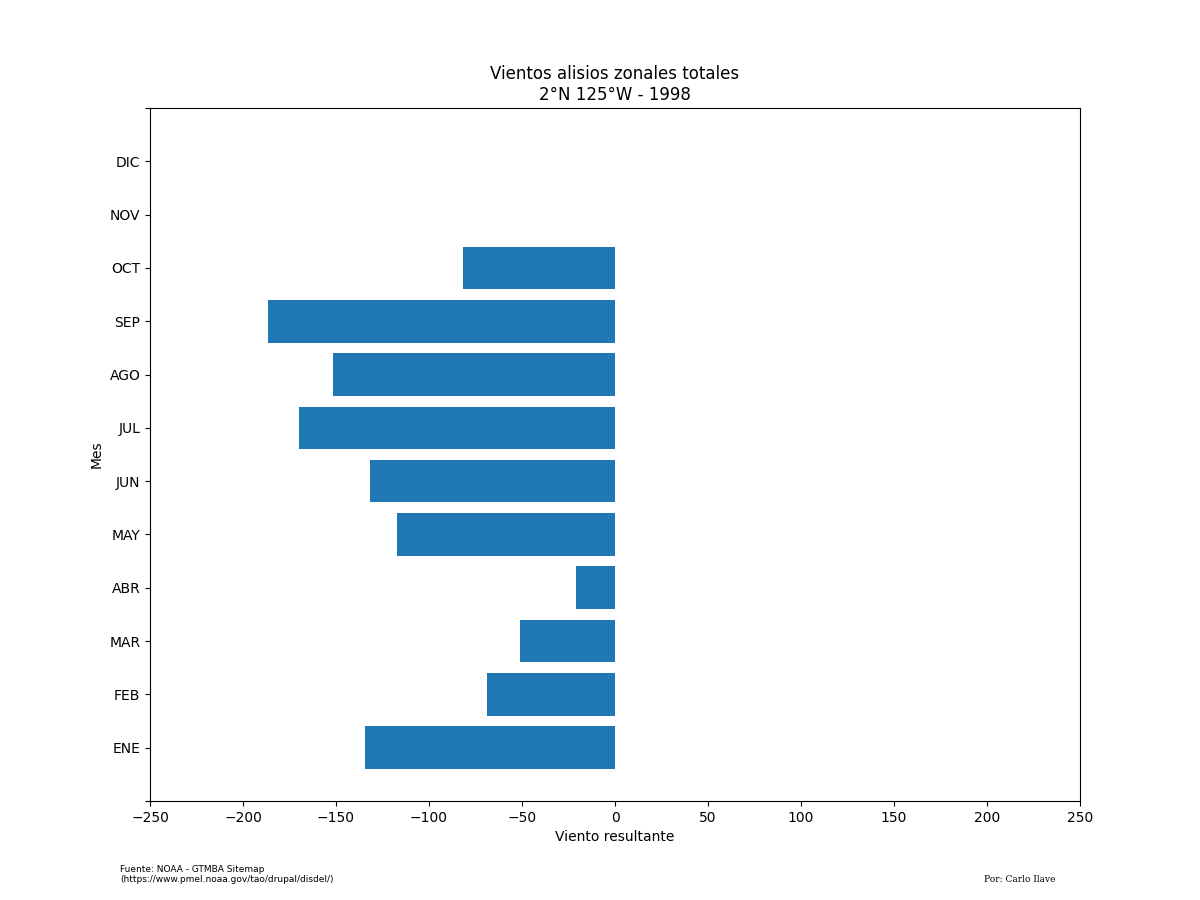 Vientos alisios zonales totales
2°N 125°W - 1998
DIC
NOV
OCT
SEP
AGO
JUL
JUN
MAY
ABR
MAR
FEB
ENE
Mes
−250 −200 −150 −100 −50 0 50 100 150 200 250
Viento resultante
Fuente: NOAA - GTMBA Sitemap
(https://www.pmel.noaa.gov/tao/drupal/disdel/)
Por: Carlo Ilave